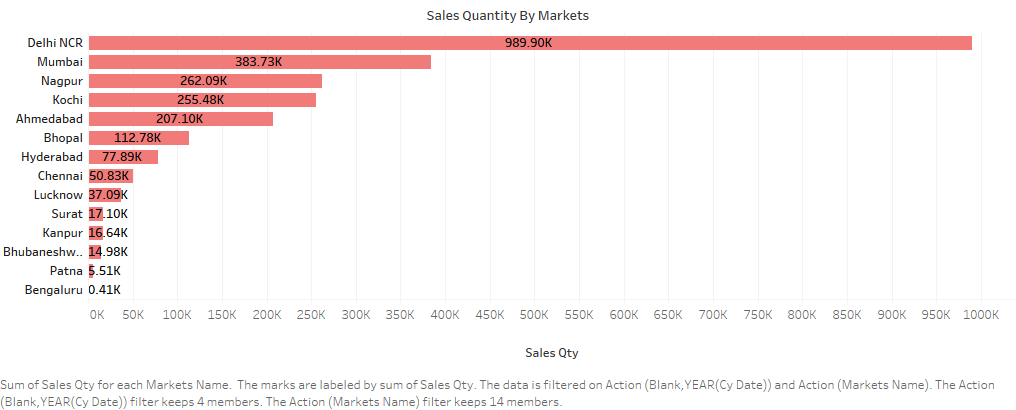 Sales Quantity By Markets
Delhi NCR 989.90K
Mumbai 383.73K
Nagpur 262.09K
Kochi 255.48K
Ahmedabad 207.10K
Bhopal 112.78K
Hyderabad 77.89K
Chennai 50.83K
Lucknow 37.09K
Surat 17.10K
Kanpur 16.64K
Bhubaneshw.. 14.98K
Patna 5.51K
Bengaluru 0.41K
0K 50K 100K 150K 200K 250K 300K 350K 400K 450K 500K 550K 600K 650K 700K 750K 800K 850K 900K 950K 1000K
Sales Qty
Sum of Sales Qty for each Markets Name. The marks are labeled by sum of Sales Qty. The data is filtered on Action (Blank,YEAR(Cy Date)) and Action (Markets Name). The Action
(Blank,YEAR(Cy Date)) filter keeps 4 members. The Action (Markets Name) filter keeps 14 members.